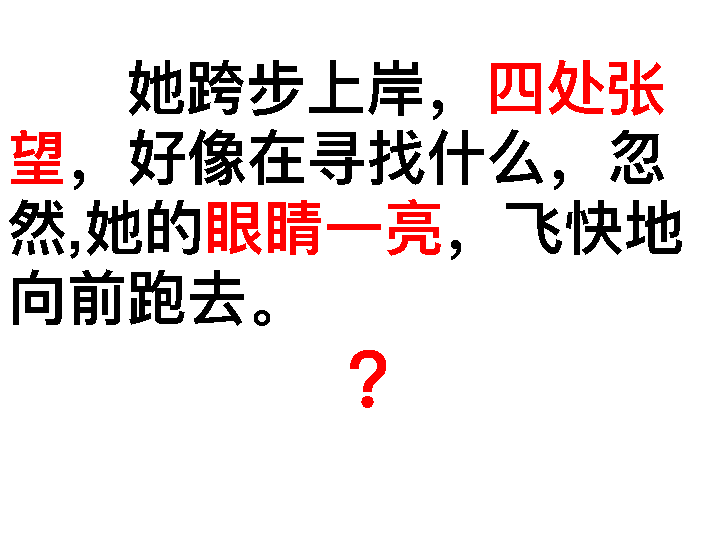 她跨步上岸，四处张
望，好像在寻找什么，忽
然,她的眼睛一亮，飞快地
向前跑去。
？